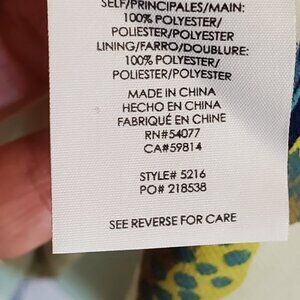 SELF/PRINCIPALES/MAIN:
100% POLYESTER/
POLIESTER/POLYESTER
LINING/FARRO/DOUBLURE:
100% POLYESTER/
POLIESTER/POLYESTER
MADE IN CHINA
HECHO EN CHINA
FABRIQUÉ EN CHINE
RN#54077
CA#59814
STYLE# 5216
PO# 218538
SEE REVERSE FOR CARE